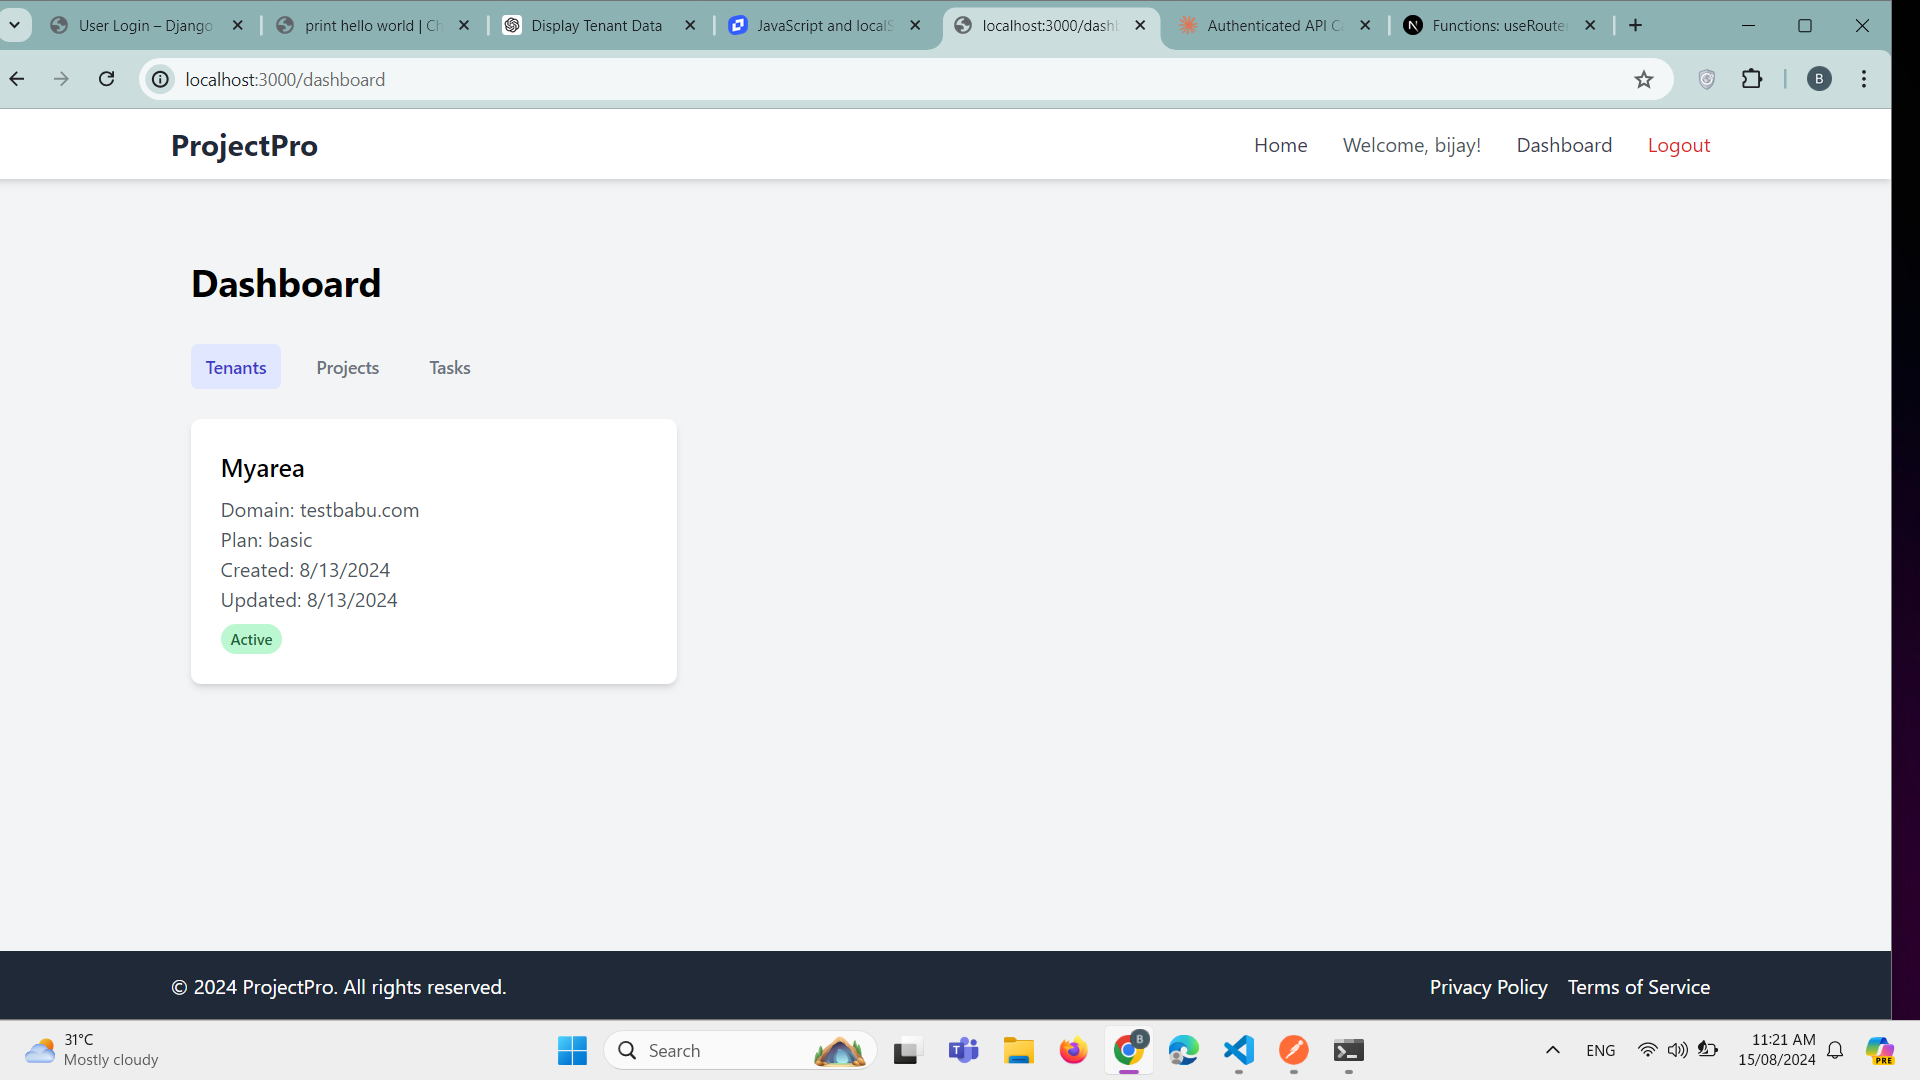 User Login – Django
print hello world | Ch
Display Tenant Data
JavaScript and localS
localhost:3000/dashb
Authenticated API Ca
Functions: useRouter
localhost:3000/dashboard
B
ProjectPro
Home
Welcome, bijay!
Dashboard
Logout
Dashboard
Tenants
Projects
Tasks
Myarea
Domain: testbabu.com
Plan: basic
Created: 8/13/2024
Updated: 8/13/2024
Active
© 2024 ProjectPro. All rights reserved.
Privacy Policy
Terms of Service
31°C
Mostly cloudy
Search
B
ENG
11:21 AM
15/08/2024
PRE